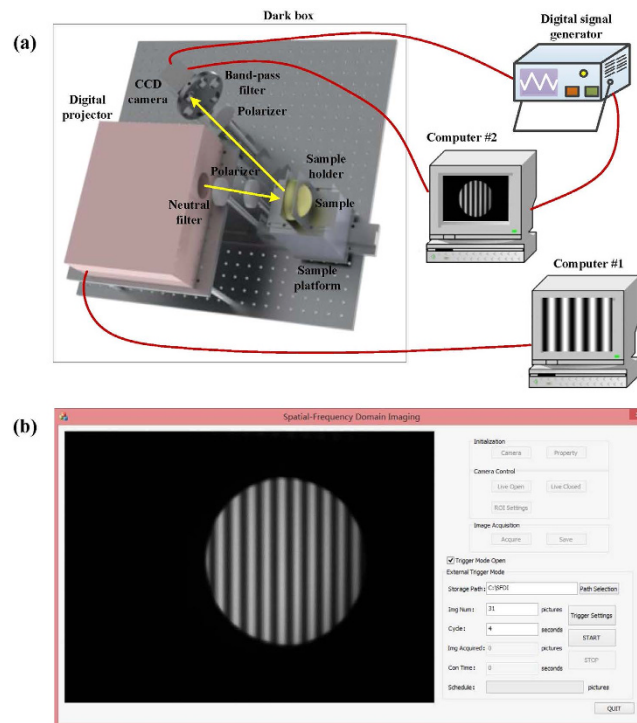 (a)
Dark box
Digital signal
generator
CCD
camera
Band-pass
filter
Polarizer
Digital
projector
Computer #2
Polarizer
Sample
holder
Neutral
filter
Sample
Sample
platform
Computer #1
(b)
Spatial-Frequency Domain Imaging
Initialization
Camera
Property
Camera Control
Live Open
Live Closed
ROI Settings
Image Acquisition
Acquire
Save
Trigger Mode Open
External Trigger Mode
Storage Path: C:\SFDI Path Selection
Img Num: 31 pictures
Trigger Settings
Cycle: 4 seconds
START
Img Acquired: 0 pictures
STOP
Con Time: 0 seconds
Schedule: pictures
QUIT